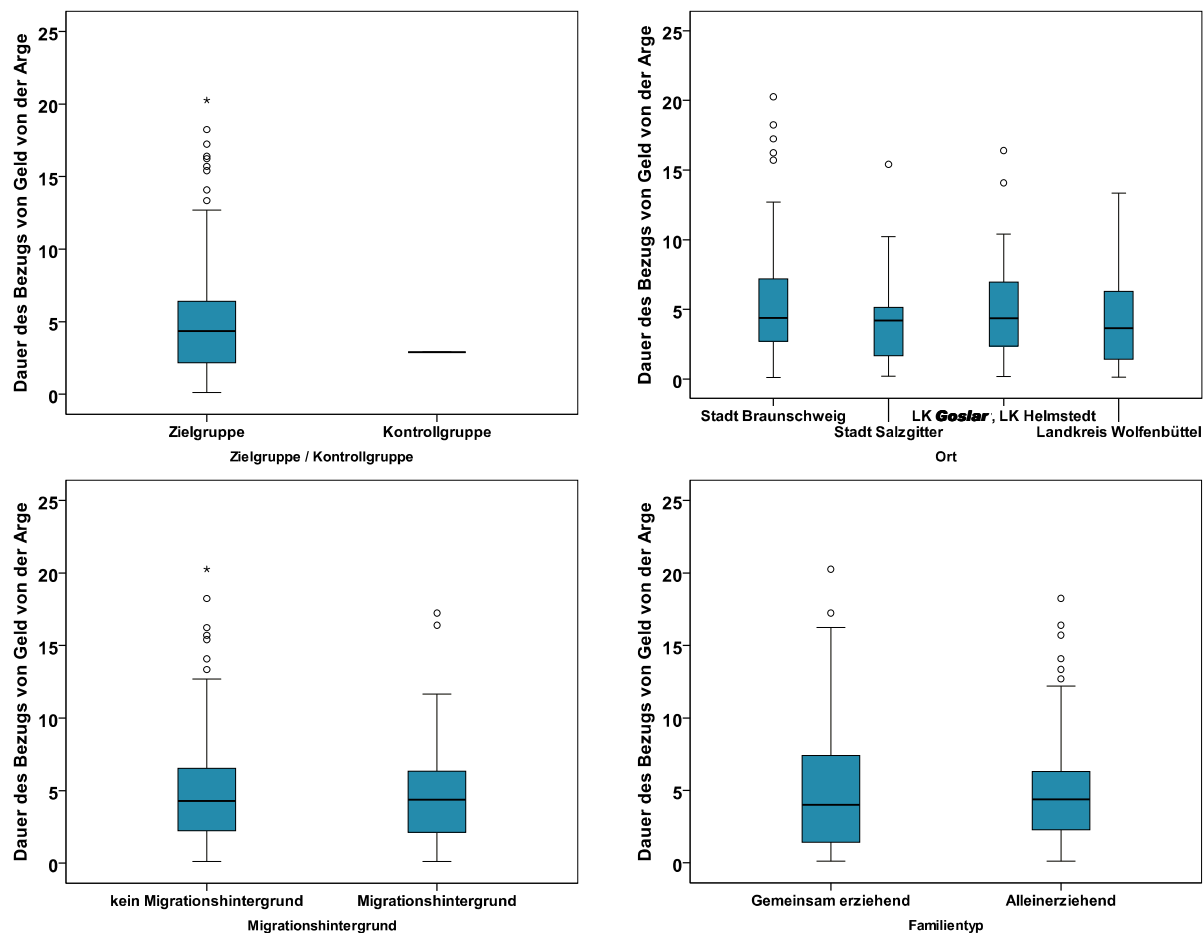 Dauer des Bezugs von Geld von der Arge
25
20
15
10
5
0
Zielgruppe
Kontrollgruppe
Zielgruppe / Kontrollgruppe
Dauer des Bezugs von Geld von der Arge
25
20
15
10
5
0
Stadt Braunschweig
LK Goslar, LK Helmstedt
Stadt Salzgitter
Landkreis Wolfenbüttel
Ort
Dauer des Bezugs von Geld von der Arge
25
20
15
10
5
0
kein Migrationshintergrund
Migrationshintergrund
Migrationshintergrund
Dauer des Bezugs von Geld von der Arge
25
20
15
10
5
0
Gemeinsam erziehend
Alleinerziehend
Familientyp